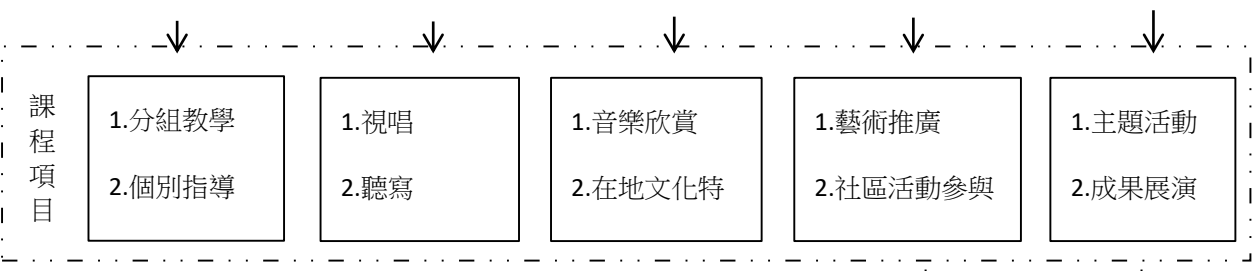 課程項目
1.分組教學
2.個別指導
1.視唱
2.聽寫
1.音樂欣賞
2.在地文化特
1.藝術推廣
2.社區活動參與
1.主題活動
2.成果展演